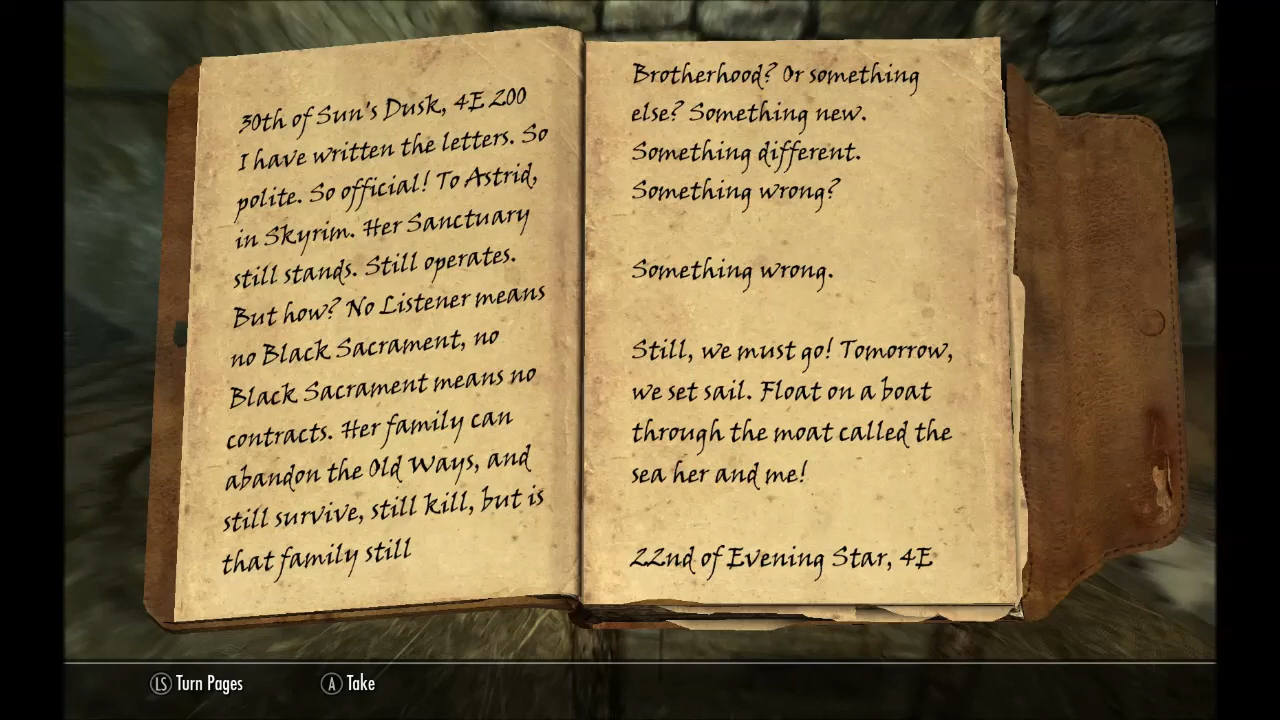 30th of Sun's Dusk, 4E 200
I have written the letters. So
polite. So official! To Astrid,
in Skyrim. Her Sanctuary
still stands. Still operates.
But how? No Listener means
no Black Sacrament, no
Black Sacrament means no
contracts. Her family can
abandon the Old Ways, and
still survive, still kill, but is
that family still
Brotherhood? Or something
else? Something new.
Something different.
Something wrong?
Something wrong.
Still, we must go! Tomorrow,
we set sail. Float on a boat
through the moat called the
sea her and me!
22nd of Evening Star, 4E
LS Turn Pages
A Take